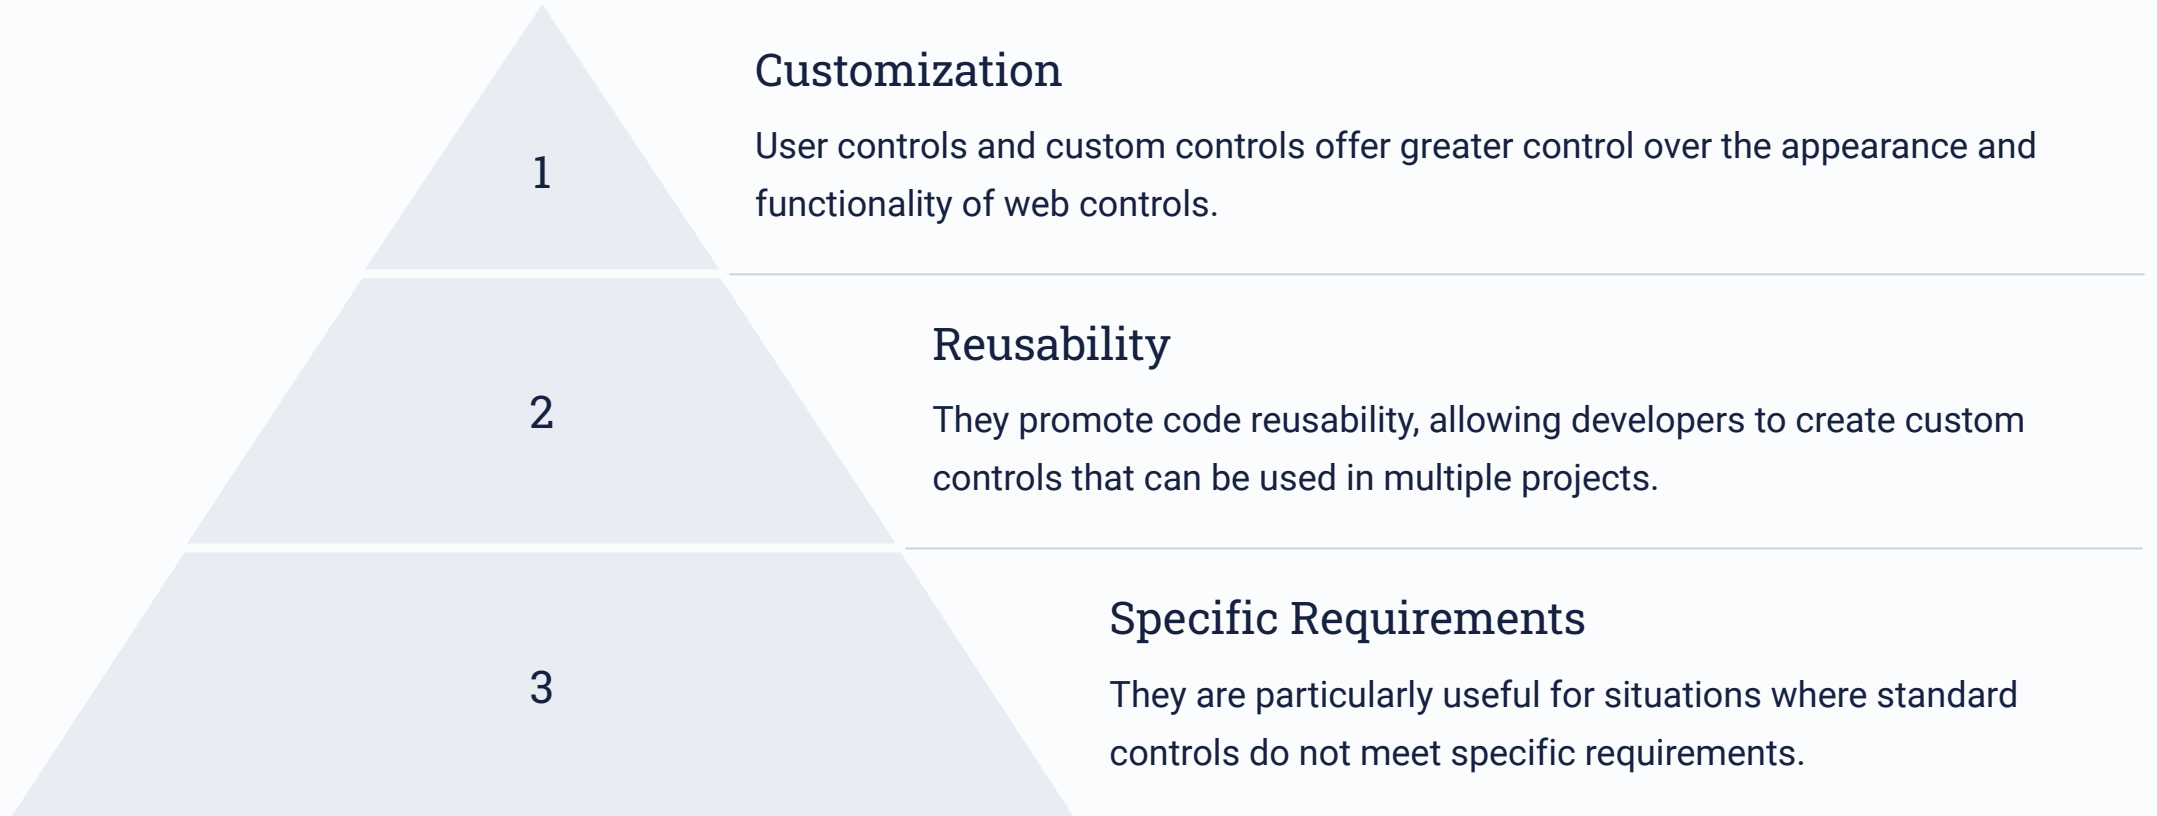 1
Customization
User controls and custom controls offer greater control over the appearance and
functionality of web controls.
2
Reusability
They promote code reusability, allowing developers to create custom
controls that can be used in multiple projects.
3
Specific Requirements
They are particularly useful for situations where standard
controls do not meet specific requirements.